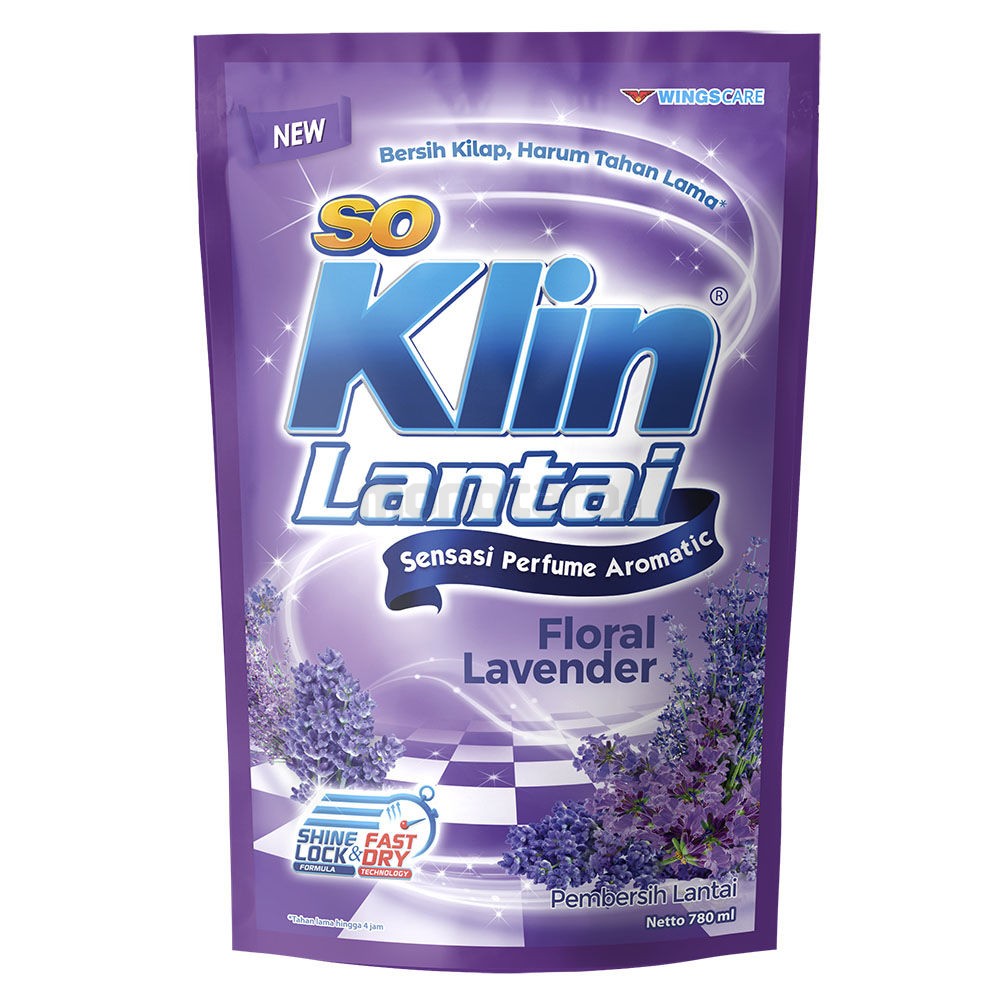 WINGSCARE
NEW
Bersih Kilap, Harum Tahan Lama*
SO
Klin®
Lantai
Sensasi Perfume Aromatic
Floral
Lavender
SHINE LOCK FORMULA
& FAST DRY TECHNOLOGY
Pembersih Lantai
Netto 780 ml
*Tahan lama hingga 4 jam